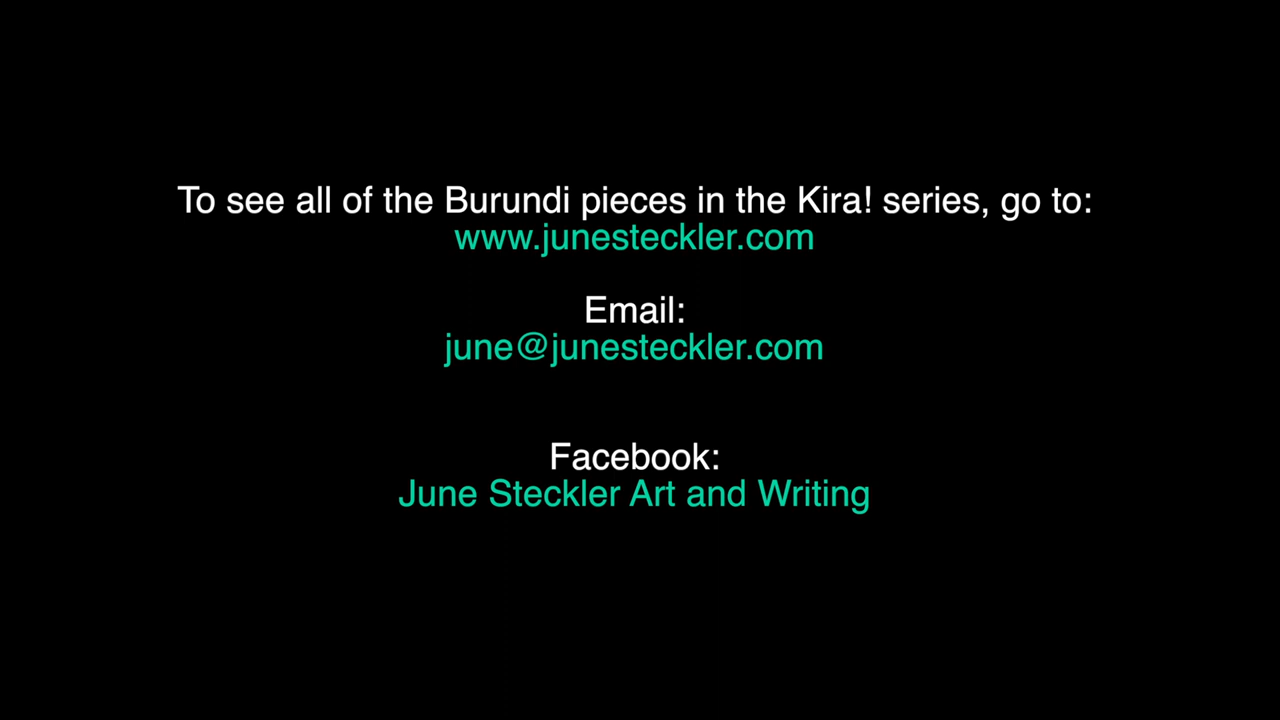 To see all of the Burundi pieces in the Kira! series, go to:
www.junesteckler.com
Email:
june@junesteckler.com
Facebook:
June Steckler Art and Writing